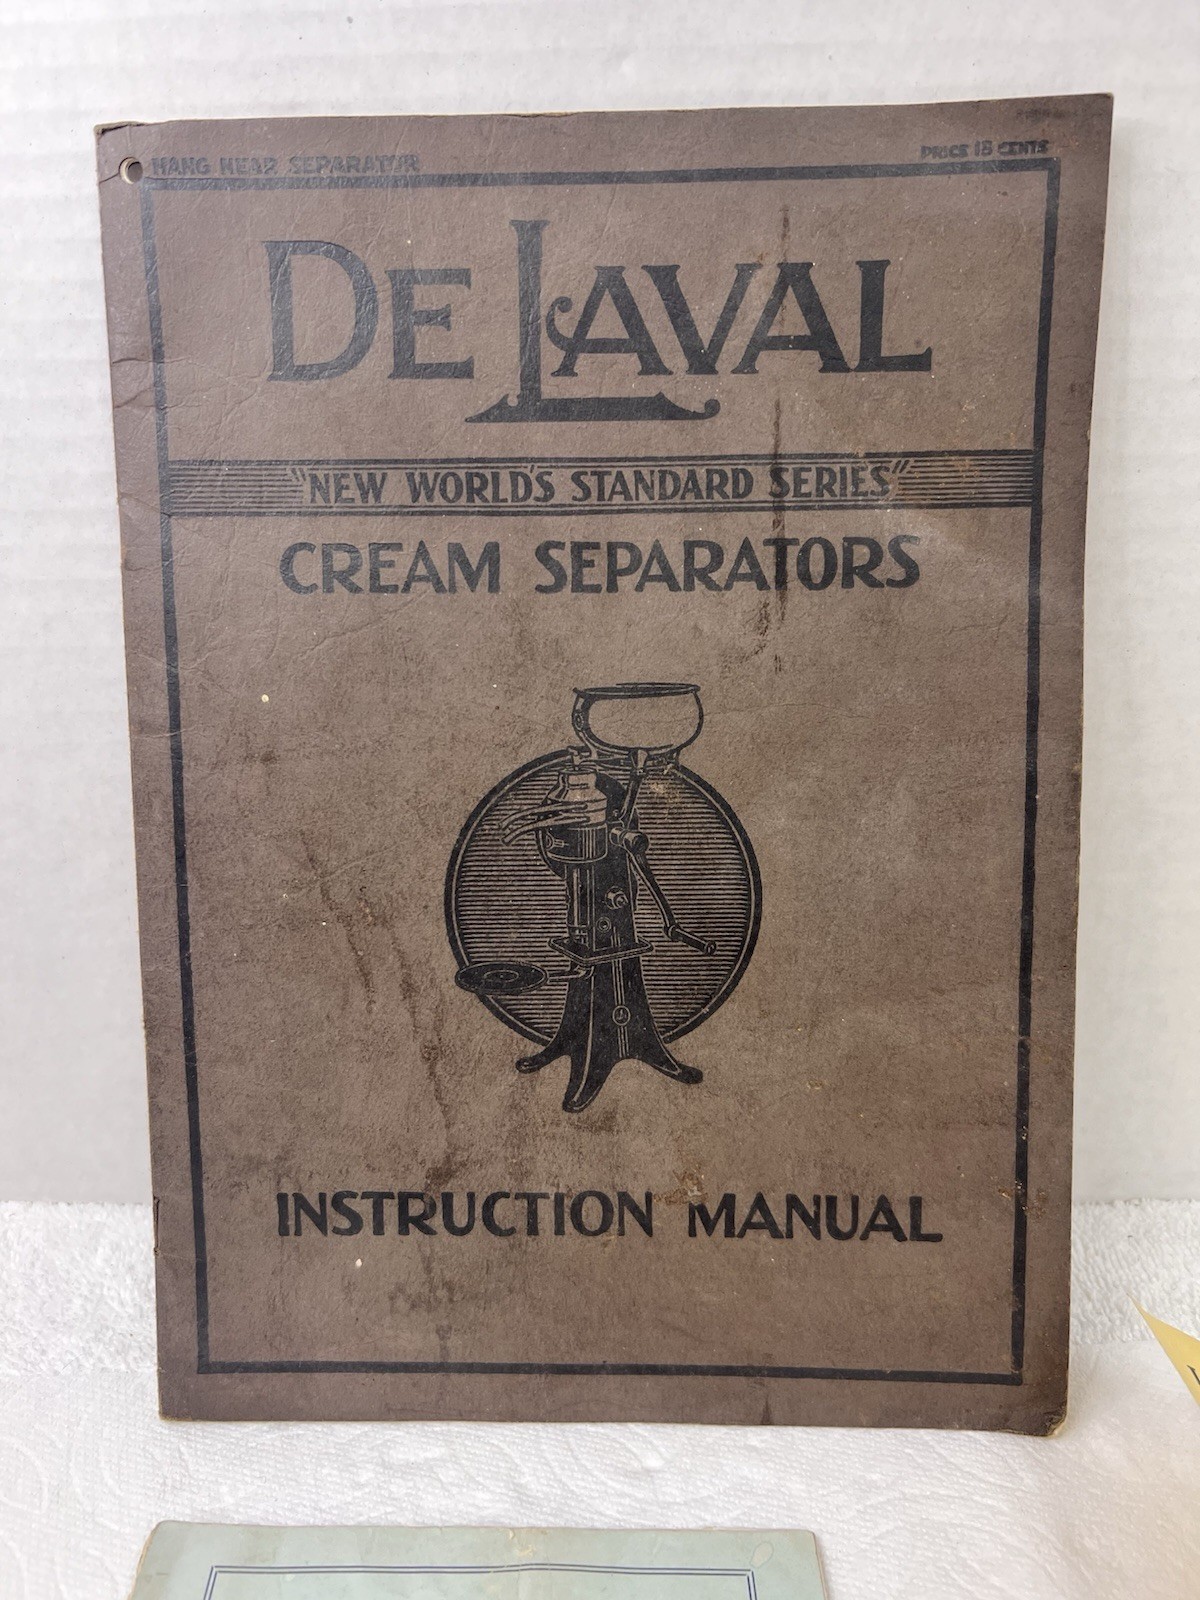 HANG NEAR SEPARATOR
PRICE 18 CENTS
DE LAVAL
"NEW WORLD'S STANDARD SERIES"
CREAM SEPARATORS
INSTRUCTION MANUAL